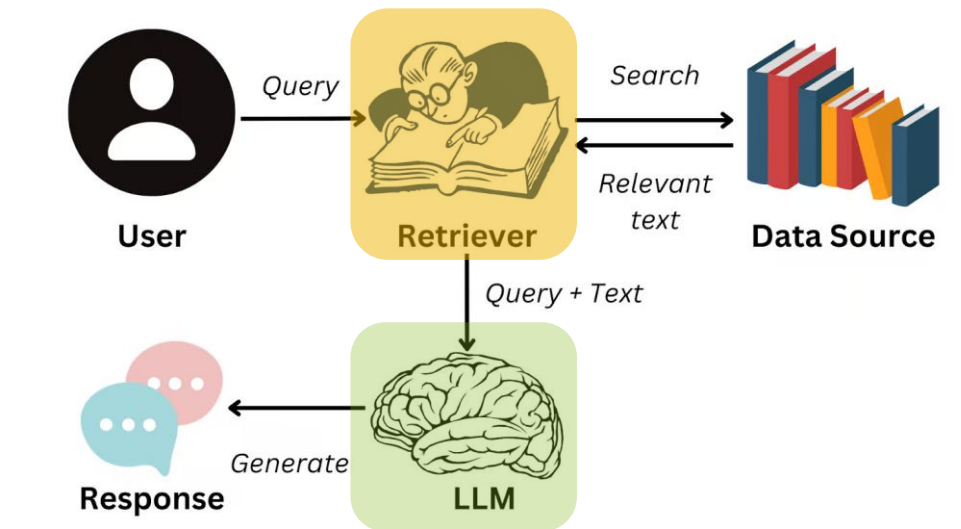 Query
Search
Relevant
text
User
Retriever
Data Source
Query + Text
Generate
Response
LLM